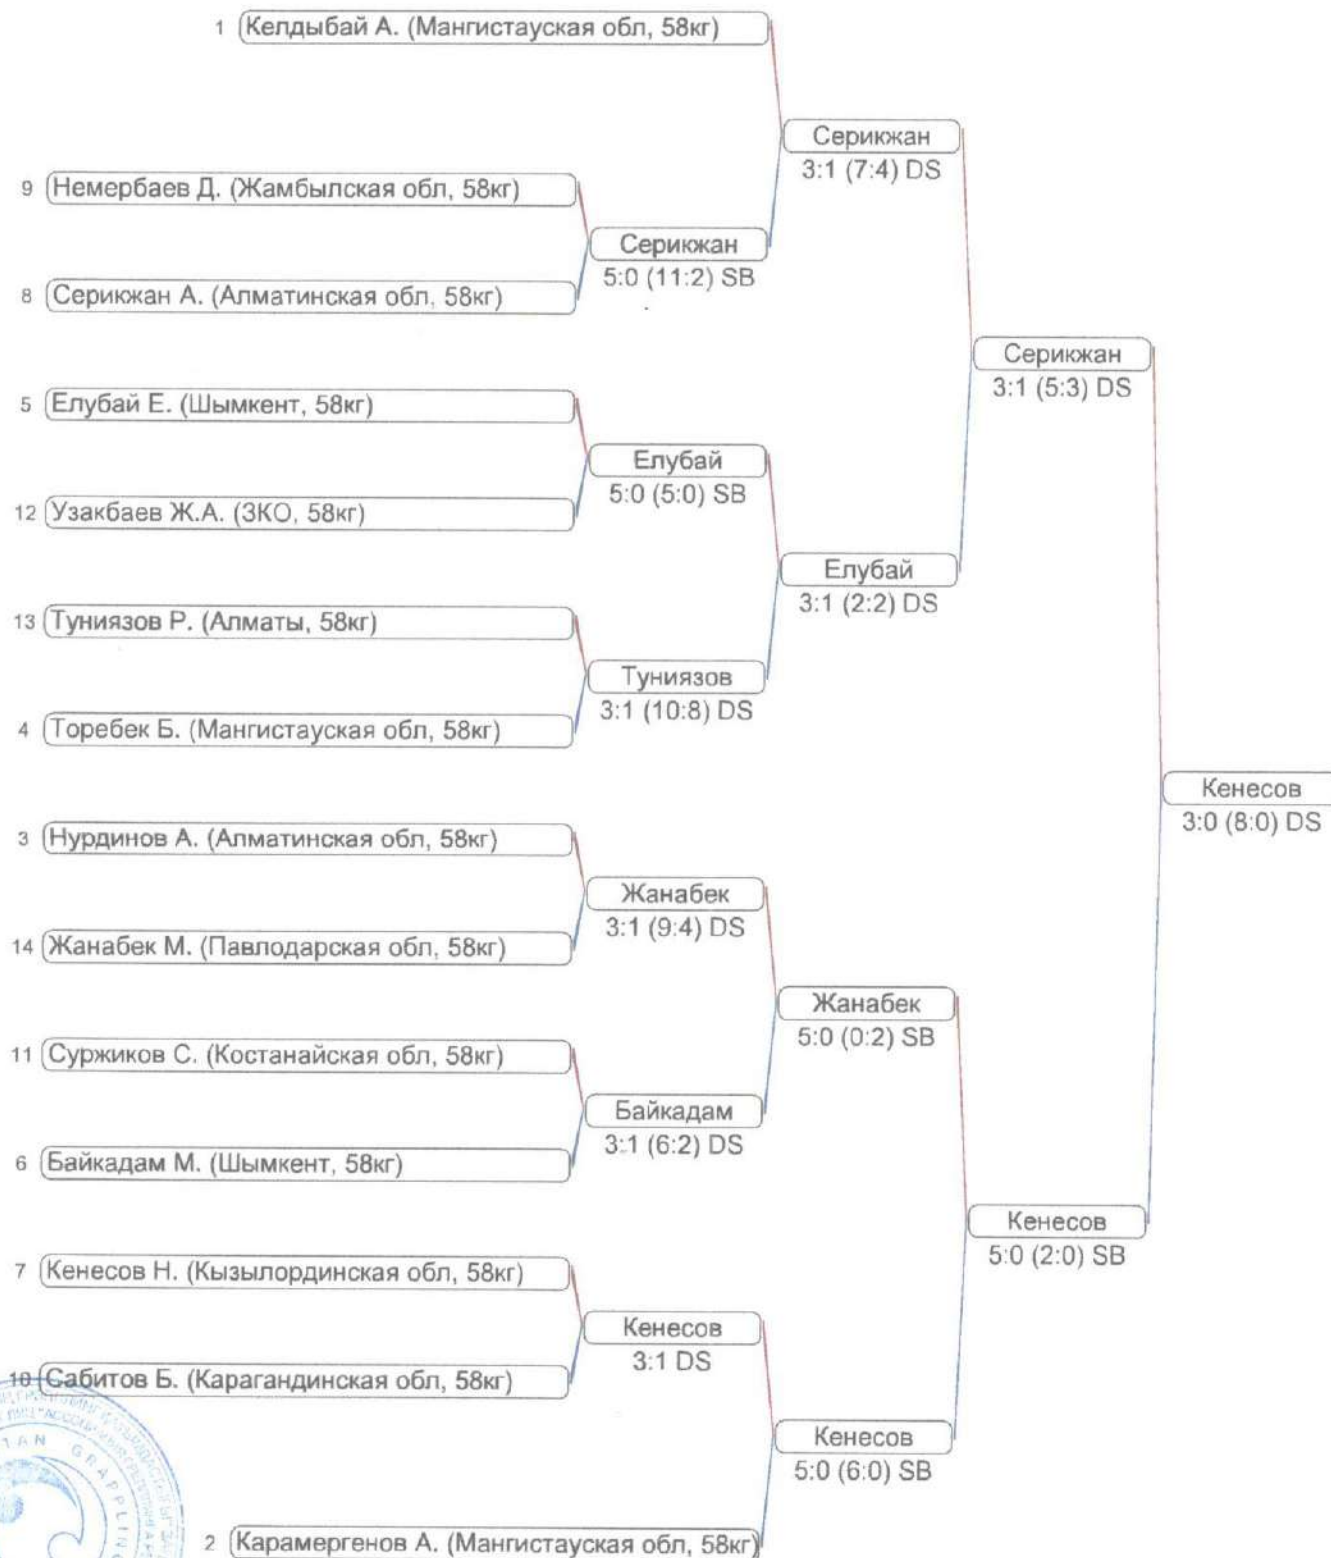 1 Келдыбай А. (Мангистауская обл, 58кг)
Серикжан
3:1 (7:4) DS
9 Немербаев Д. (Жамбылская обл, 58кг)
Серикжан
5:0 (11:2) SB
8 Серикжан А. (Алматинская обл, 58кг)
Серикжан
3:1 (5:3) DS
5 Елубай Е. (Шымкент, 58кг)
Елубай
5:0 (5:0) SB
12 Узакбаев Ж.А. (ЗКО, 58кг)
Елубай
3:1 (2:2) DS
13 Туниязов Р. (Алматы, 58кг)
Туниязов
3:1 (10:8) DS
4 Торебек Б. (Мангистауская обл, 58кг)
Кенесов
3:0 (8:0) DS
3 Нурдинов А. (Алматинская обл, 58кг)
Жанабек
3:1 (9:4) DS
14 Жанабек М. (Павлодарская обл, 58кг)
Жанабек
5:0 (0:2) SB
11 Суржиков С. (Костанайская обл, 58кг)
Байкадам
3:1 (6:2) DS
6 Байкадам М. (Шымкент, 58кг)
Кенесов
5:0 (2:0) SB
7 Кенесов Н. (Кызылординская обл, 58кг)
Кенесов
3:1 DS
10 Сабитов Б. (Карагандинская обл, 58кг)
Кенесов
5:0 (6:0) SB
2 Карамергенов А. (Мангистауская обл, 58кг)